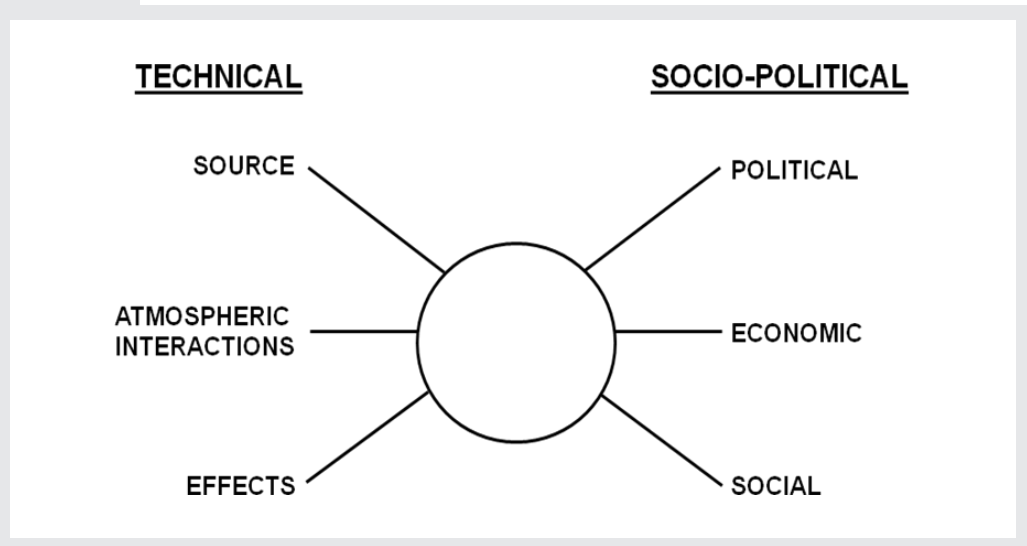 TECHNICAL
SOCIO-POLITICAL
SOURCE
POLITICAL
ATMOSPHERIC
INTERACTIONS
ECONOMIC
EFFECTS
SOCIAL